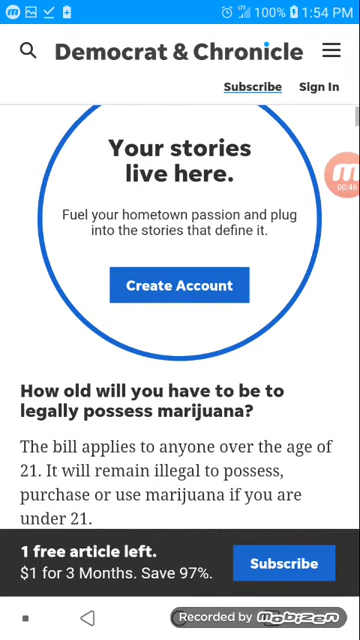 100% 1:54 PM
LTE
Democrat & Chronicle
Subscribe Sign In
Your stories
live here.
00:46
Fuel your hometown passion and plug
into the stories that define it.
Create Account
How old will you have to be to
legally possess marijuana?
The bill applies to anyone over the age of
21. It will remain illegal to possess,
purchase or use marijuana if you are
under 21.
1 free article left.
$1 for 3 Months. Save 97%.
Subscribe
Recorded by Mobizen